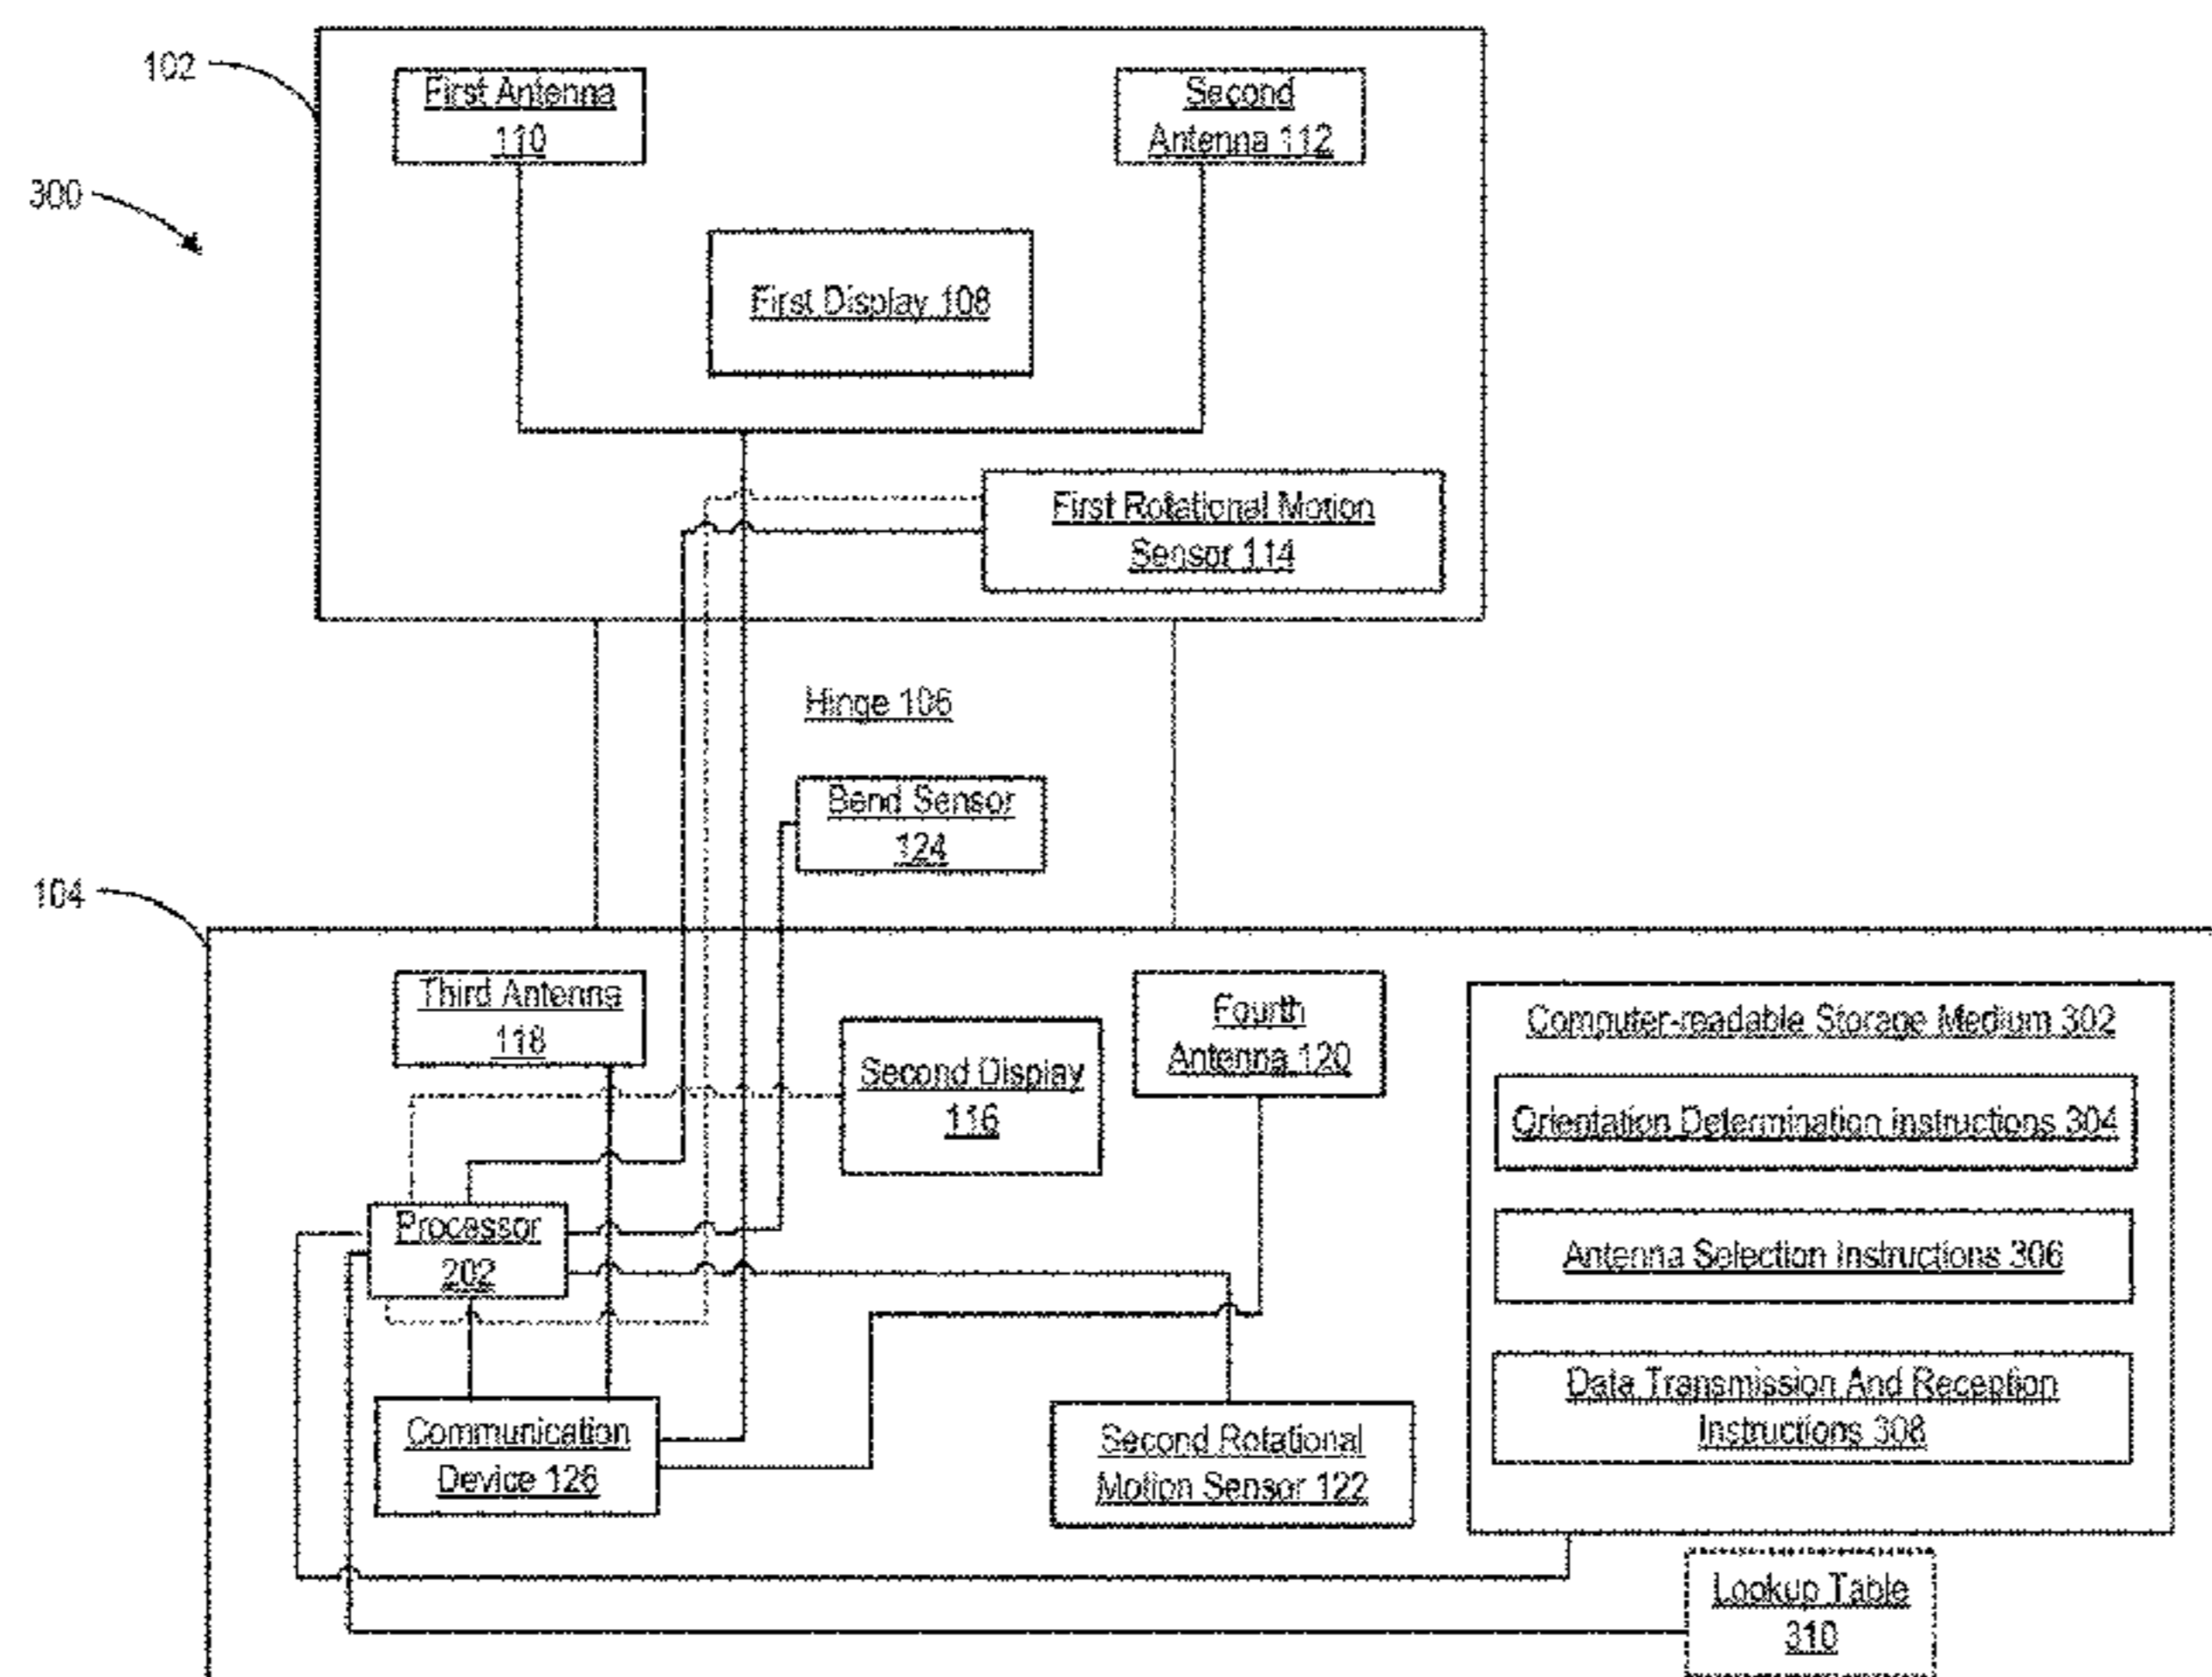 102
First Antenna
110
Second
Antenna 112
300
First Display 108
First Rotational Motion
Sensor 114
Hinge 106
Bend Sensor
124
104
Third Antenna
118
Second Display
116
Fourth
Antenna 120
Computer-readable Storage Medium 302
Orientation Determination Instructions 304
Antenna Selection Instructions 306
Data Transmission And Reception
Instructions 308
Processor
202
Communication
Device 126
Second Rotational
Motion Sensor 122
Lookup Table
310